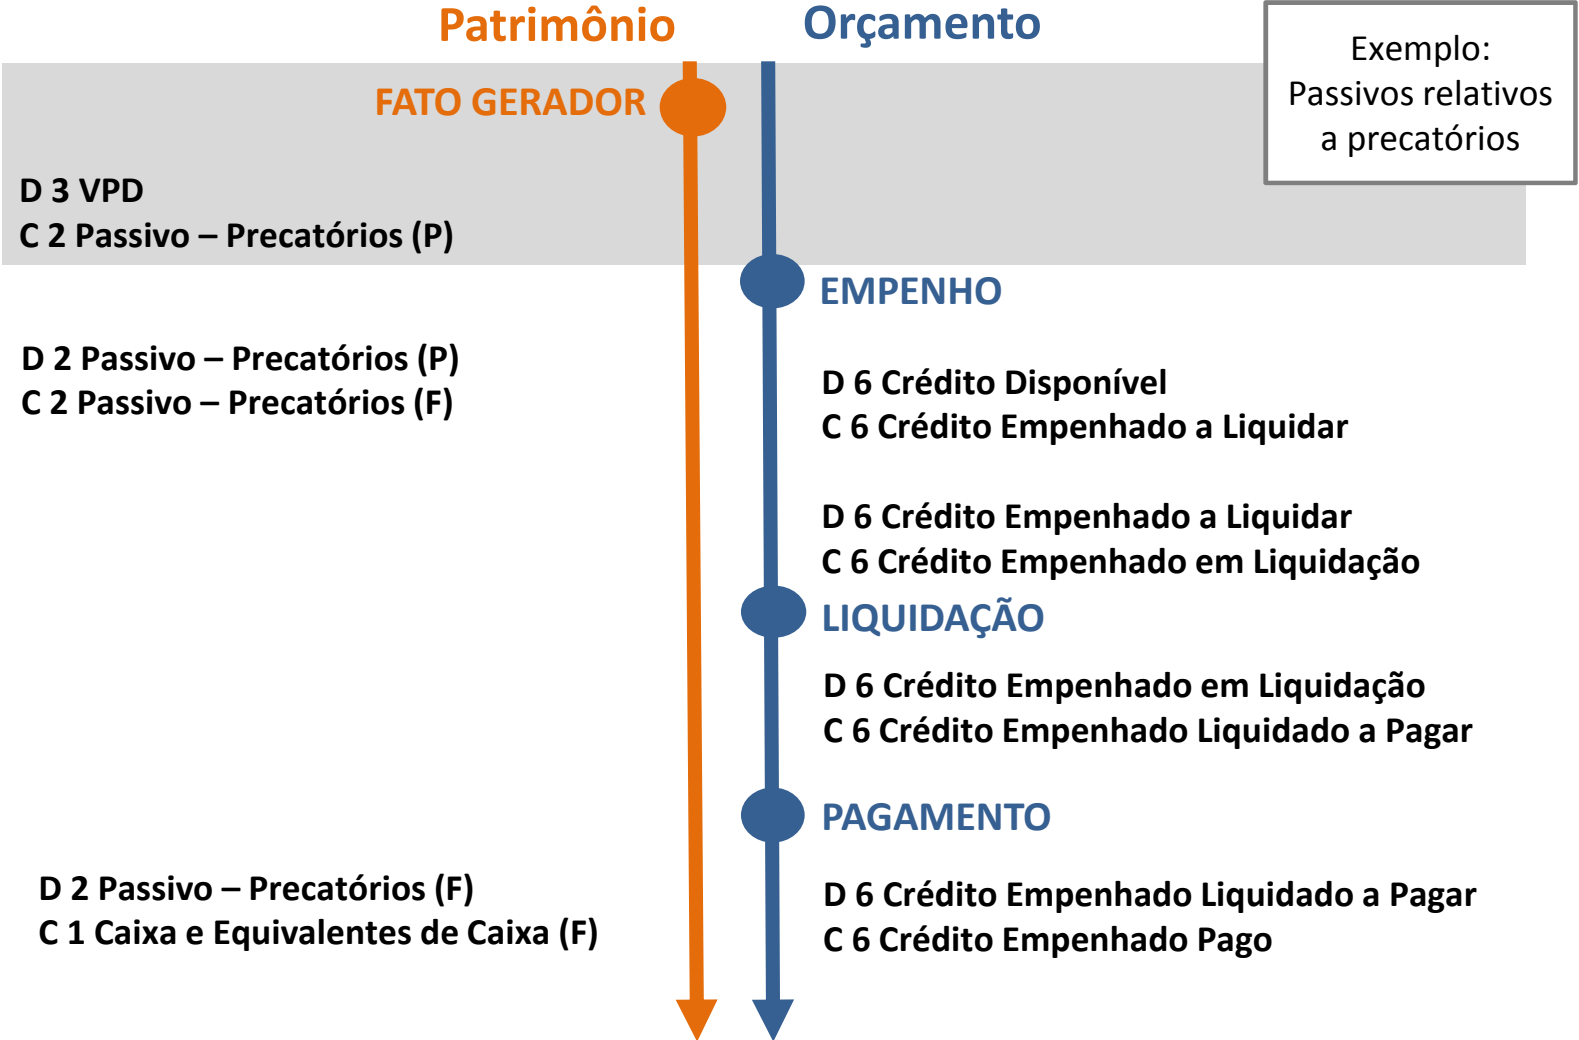 Patrimônio
Orçamento
Exemplo:
Passivos relativos
a precatórios
FATO GERADOR
D 3 VPD
C 2 Passivo – Precatórios (P)
EMPENHO
D 2 Passivo – Precatórios (P)
C 2 Passivo – Precatórios (F)
D 6 Crédito Disponível
C 6 Crédito Empenhado a Liquidar
D 6 Crédito Empenhado a Liquidar
C 6 Crédito Empenhado em Liquidação
LIQUIDAÇÃO
D 6 Crédito Empenhado em Liquidação
C 6 Crédito Empenhado Liquidado a Pagar
PAGAMENTO
D 2 Passivo – Precatórios (F)
C 1 Caixa e Equivalentes de Caixa (F)
D 6 Crédito Empenhado Liquidado a Pagar
C 6 Crédito Empenhado Pago